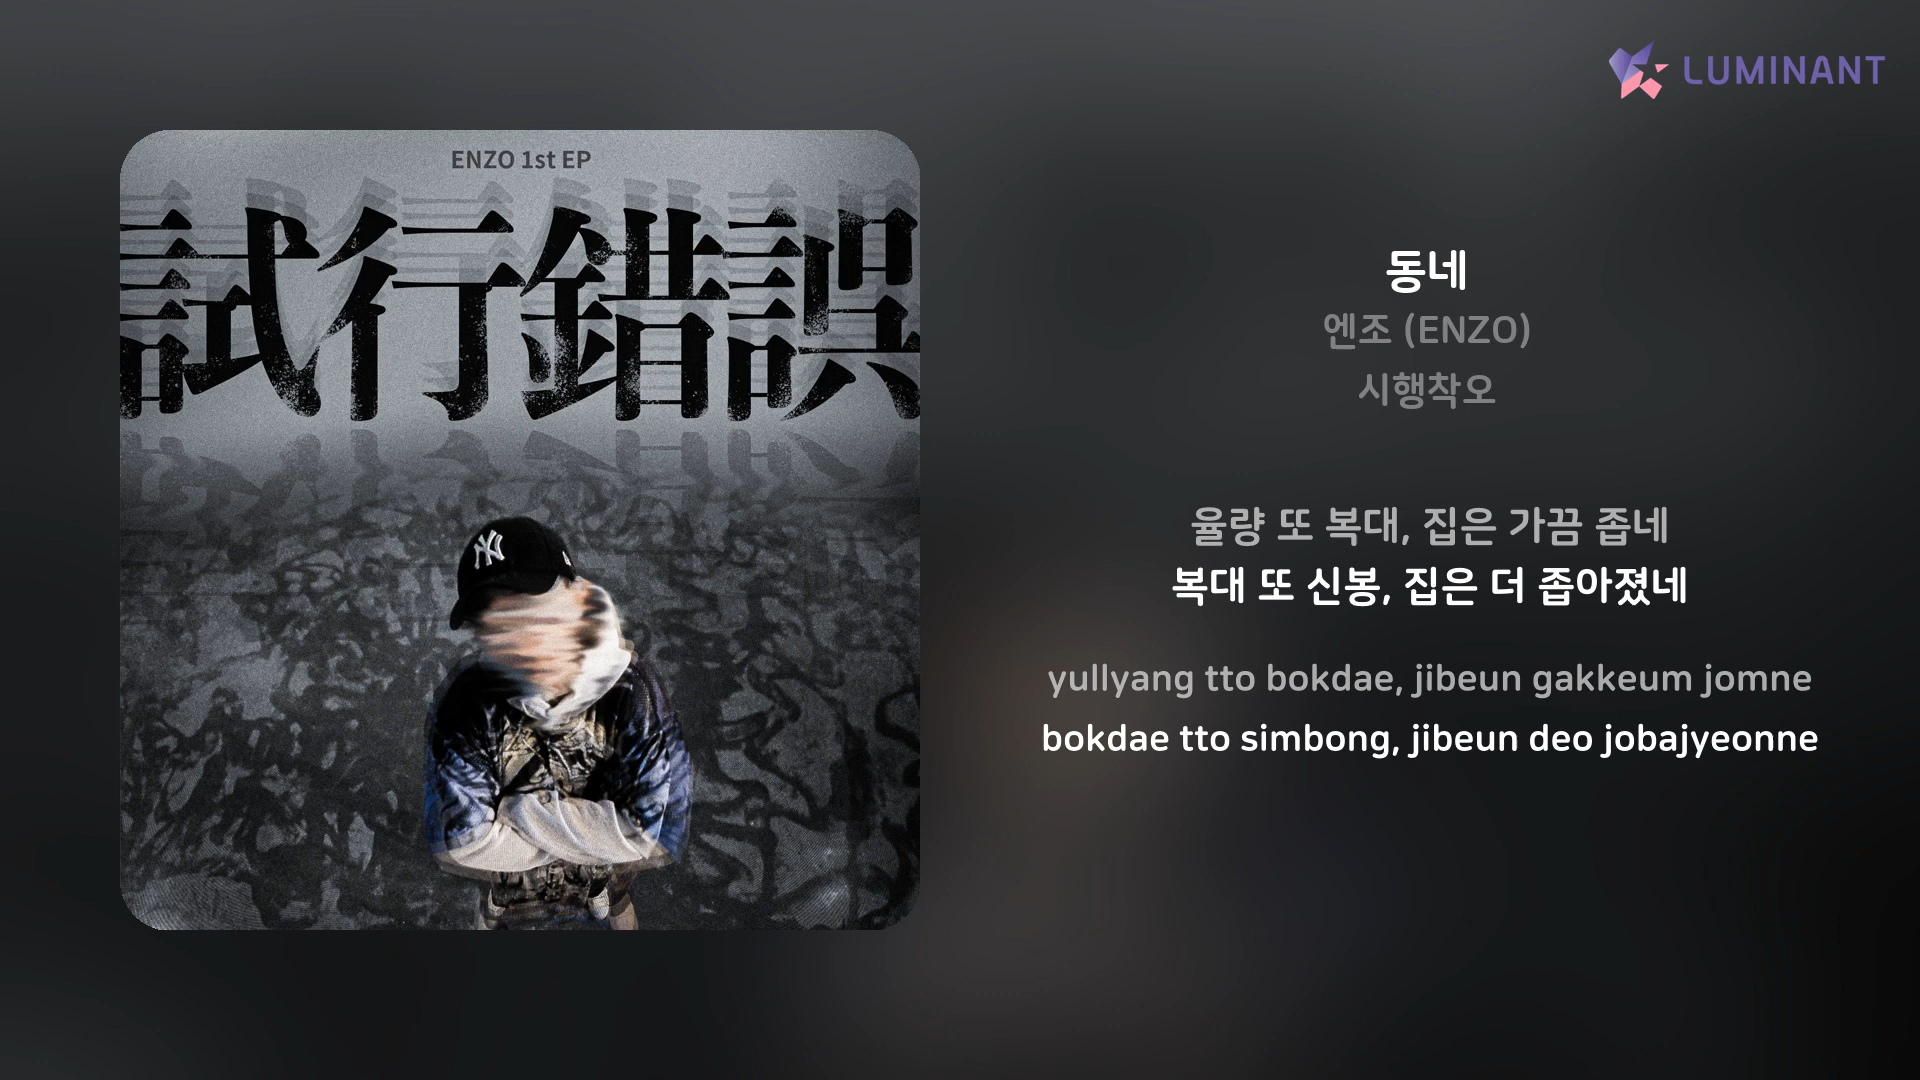 LUMINANT
ENZO 1st EP
試行錯誤
NY
동네
엔조 (ENZO)
시행착오
율량 또 복대, 집은 가끔 좁네
복대 또 신봉, 집은 더 좁아졌네
yullyang tto bokdae, jibeun gakkeum jomne
bokdae tto simbong, jibeun deo jobajyeonne